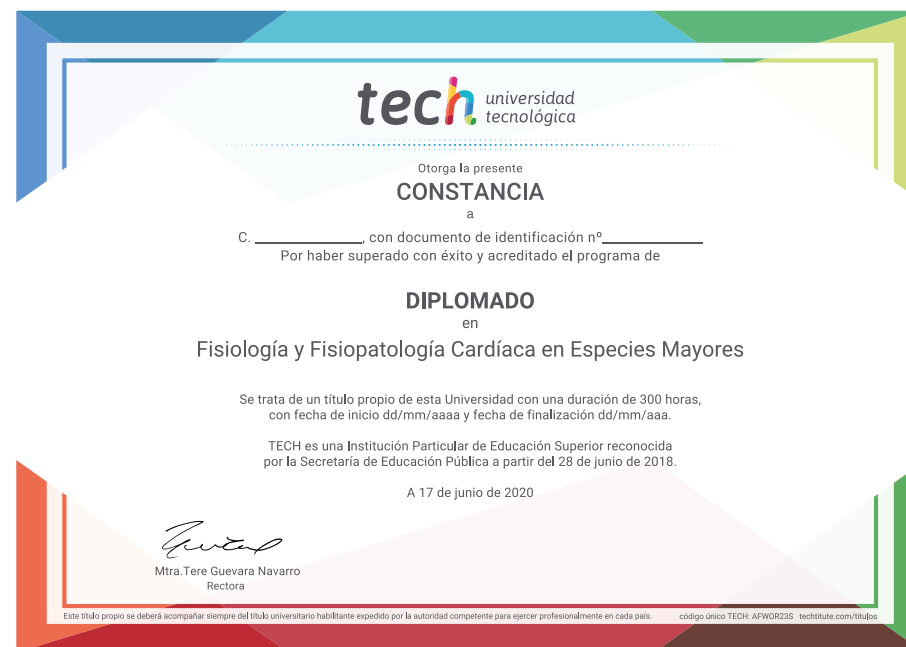 tech universidad
tecnológica
Otorga la presente
CONSTANCIA
a
C. ____________, con documento de identificación nº____________
Por haber superado con éxito y acreditado el programa de
DIPLOMADO
en
Fisiología y Fisiopatología Cardíaca en Especies Mayores
Se trata de un título propio de esta Universidad con una duración de 300 horas,
con fecha de inicio dd/mm/aaaa y fecha de finalización dd/mm/aaa.
TECH es una Institución Particular de Educación Superior reconocida
por la Secretaría de Educación Pública a partir del 28 de junio de 2018.
A 17 de junio de 2020
Mtra.Tere Guevara Navarro
Rectora
Este título propio se deberá acompañar siempre del título universitario habilitante expedido por la autoridad competente para ejercer profesionalmente en cada país. código único TECH: AFWOR23S techtitute.com/titulos